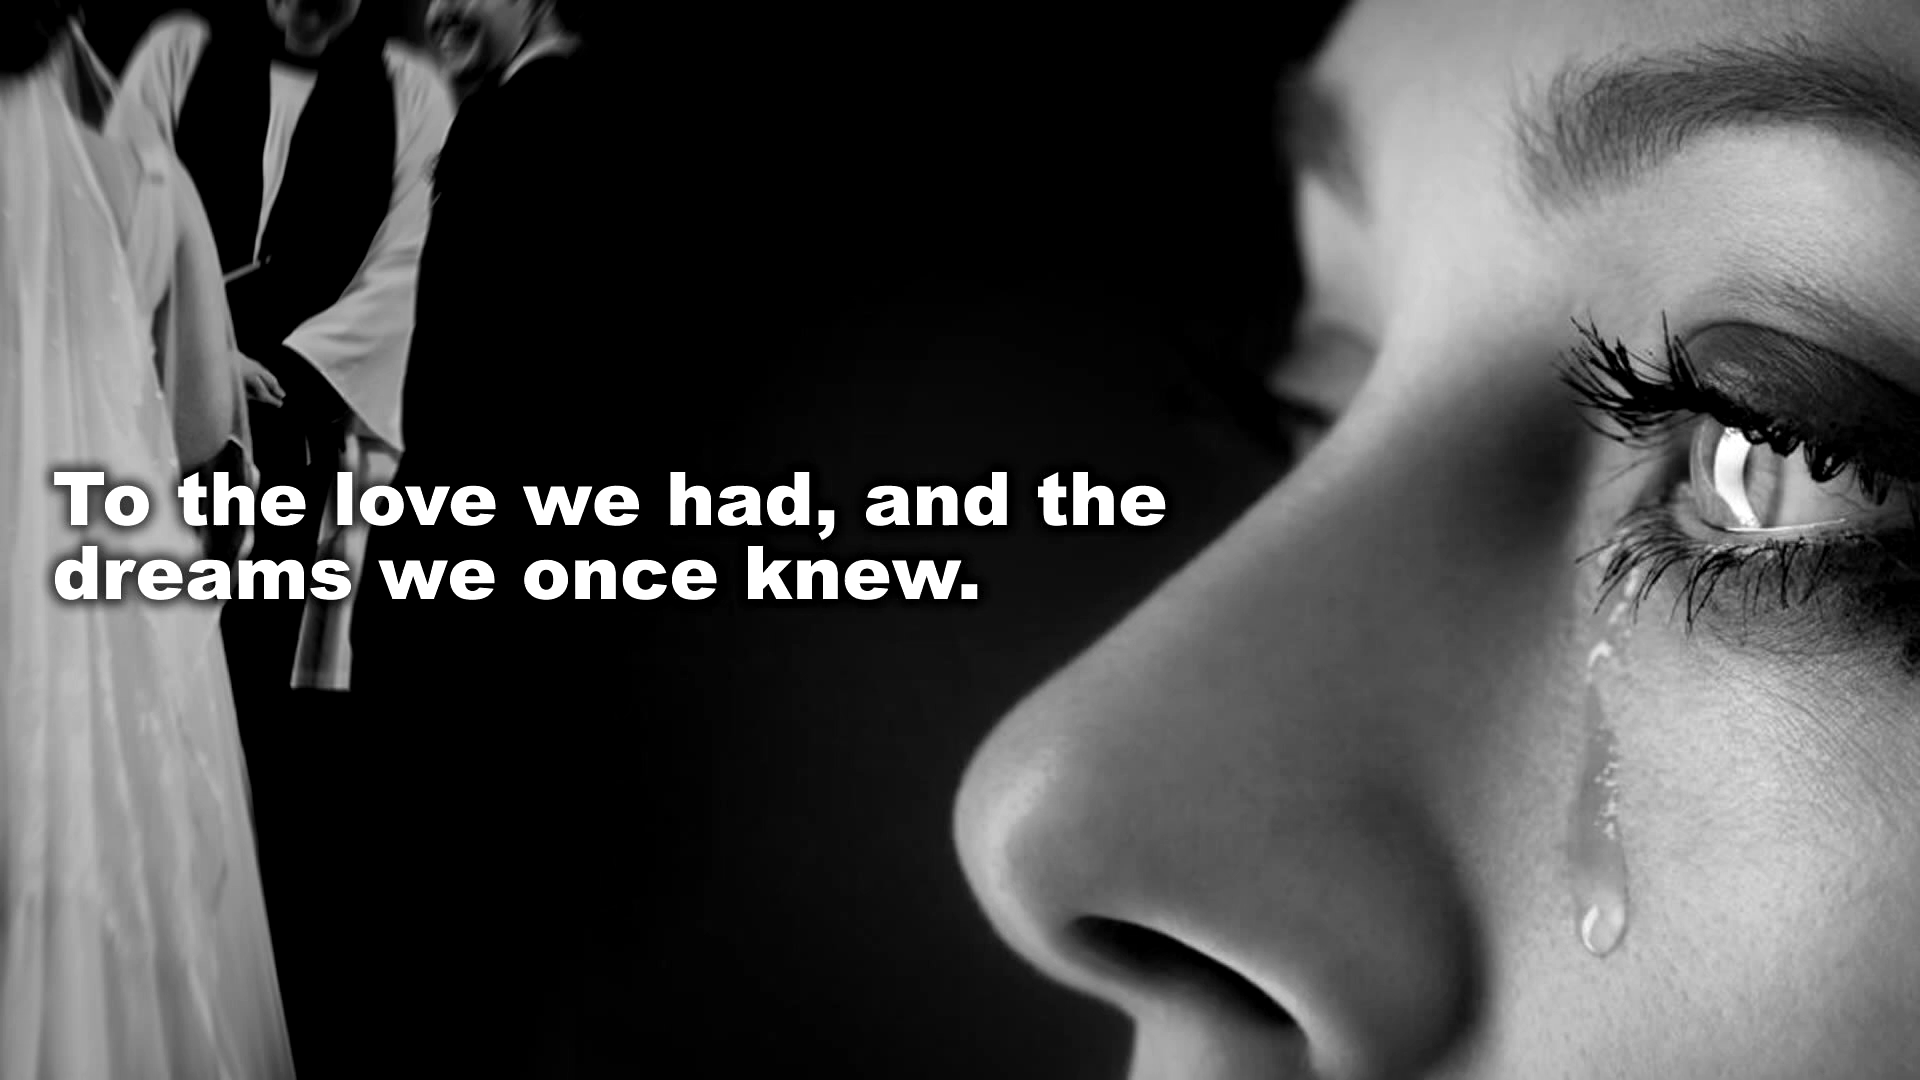 To the love we had, and the
dreams we once knew.